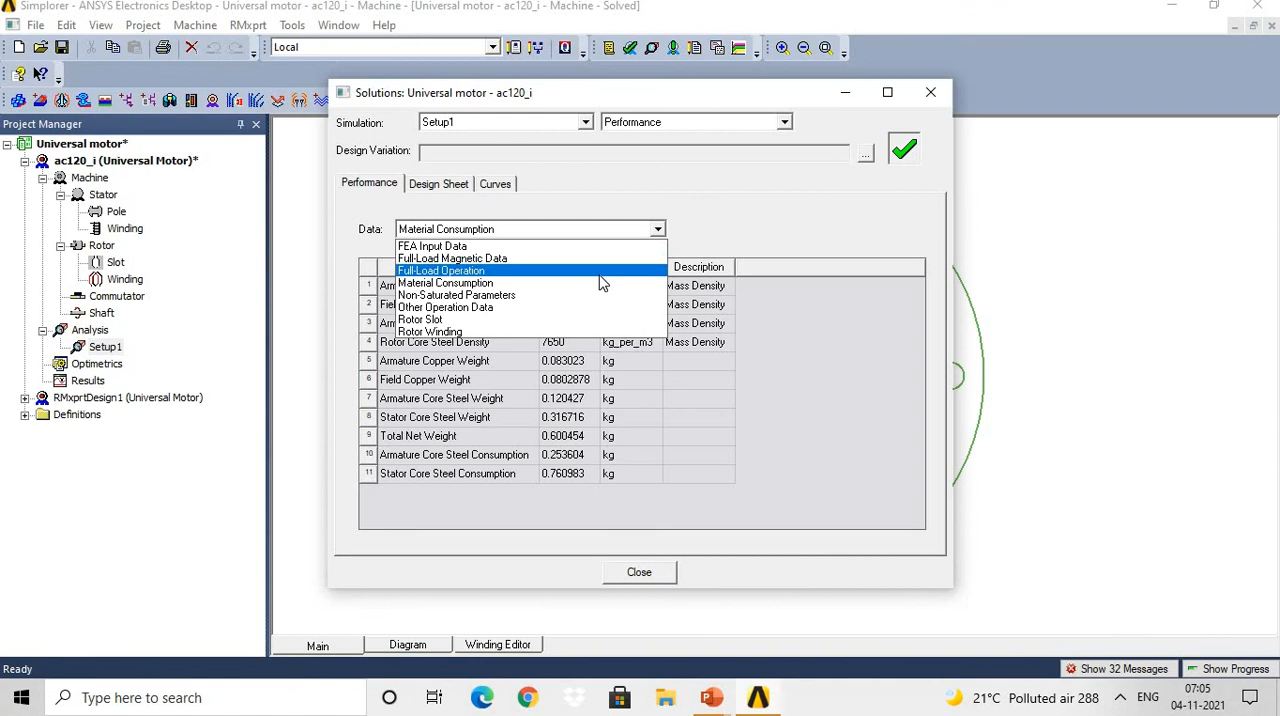 Simplorer - ANSYS Electronics Desktop - Universal motor - ac120_i - Machine - [Universal motor - ac120_i - Machine - Solved]
File Edit View Project Machine RMxprt Tools Window Help
Local
Project Manager
Universal motor*
ac120_i (Universal Motor)*
Machine
Stator
Pole
Winding
Rotor
Slot
Winding
Commutator
Shaft
Analysis
Setup1
Optimetrics
Results
RMxprtDesign1 (Universal Motor)
Definitions
Solutions: Universal motor - ac120_i
Simulation: Setup1 Performance
Design Variation: ...
Performance Design Sheet Curves
Data: Material Consumption
FEA Input Data
Full-Load Magnetic Data
Full-Load Operation
Material Consumption
Non-Saturated Parameters
Other Operation Data
Rotor Slot
Rotor Winding
Description
1 Arm Mass Density
2 Field Mass Density
3 Arm Mass Density
4 Rotor Core Steel Density 7650 kg_per_m3 Mass Density
5 Armature Copper Weight 0.083023 kg
6 Field Copper Weight 0.0802878 kg
7 Armature Core Steel Weight 0.120427 kg
8 Stator Core Steel Weight 0.316716 kg
9 Total Net Weight 0.600454 kg
10 Armature Core Steel Consumption 0.253604 kg
11 Stator Core Steel Consumption 0.760983 kg
Close
Main Diagram Winding Editor
Ready Show 32 Messages Show Progress
Type here to search
21°C Polluted air 288 ENG 07:05
04-11-2021